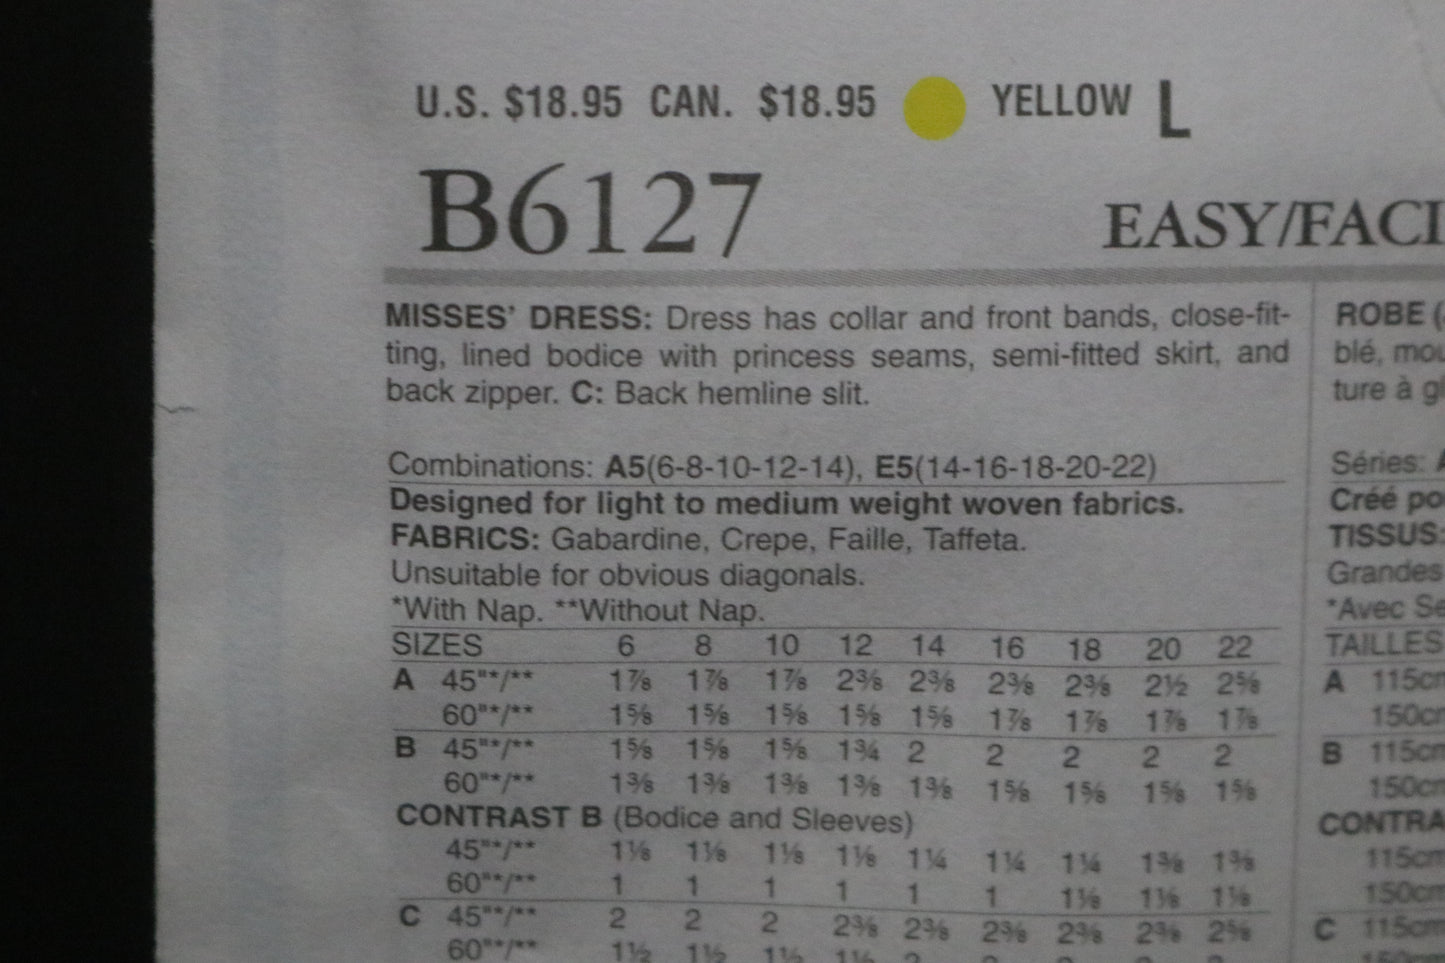 U.S. $18.95 CAN. $18.95 YELLOW L
B6127
EASY/FACI
MISSES' DRESS: Dress has collar and front bands, close-fit-
ting, lined bodice with princess seams, semi-fitted skirt, and
back zipper. C: Back hemline slit.
Combinations: A5(6-8-10-12-14), E5(14-16-18-20-22)
Designed for light to medium weight woven fabrics.
FABRICS: Gabardine, Crepe, Faille, Taffeta.
Unsuitable for obvious diagonals.
*With Nap. **Without Nap.
SIZES 6 8 10 12 14 16 18 20 22
A 45"*/** 1⅞ 1⅞ 1⅞ 2⅜ 2⅜ 2⅜ 2⅜ 2½ 2⅝
60"*/** 1⅝ 1⅝ 1⅝ 1⅝ 1⅝ 1⅞ 1⅞ 1⅞ 1⅞
B 45"*/** 1⅝ 1⅝ 1⅝ 1¾ 2 2 2 2 2
60"*/** 1⅜ 1⅜ 1⅜ 1⅜ 1⅜ 1⅝ 1⅝ 1⅝ 1⅝
CONTRAST B (Bodice and Sleeves)
45"*/** 1⅛ 1⅛ 1⅛ 1⅛ 1¼ 1¼ 1¼ 1⅜ 1⅜
60"*/** 1 1 1 1 1 1 1⅛ 1⅛ 1⅛
C 45"*/** 2 2 2 2⅜ 2⅜ 2⅜ 2⅜ 2⅜ 2⅝
60"*/** 1½ 1½ 1½
ROBE (
blé, mou
ture à gl
Séries: A
Créé po
TISSUS:
Grandes
*Avec Se
TAILLES
A 115cm
150cm
B 115cm
150cm
CONTRA
115cm
150cm
C 115cm
150cm